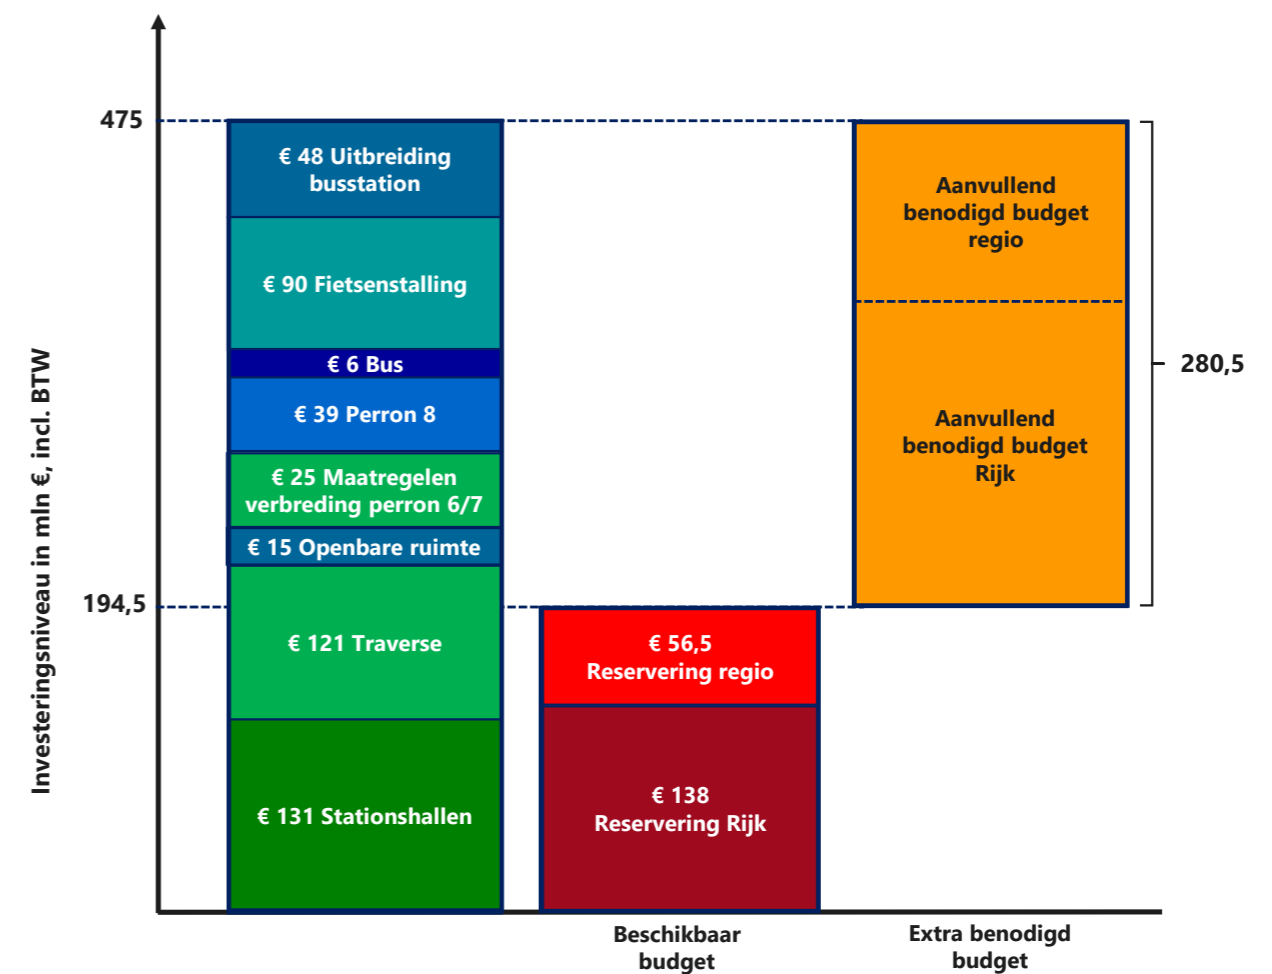 Investeringsniveau in mln €, incl. BTW
475
194,5
€ 48 Uitbreiding
busstation
€ 90 Fietsenstalling
€ 6 Bus
€ 39 Perron 8
€ 25 Maatregelen
verbreding perron 6/7
€ 15 Openbare ruimte
€ 121 Traverse
€ 131 Stationshallen
€ 56,5
Reservering regio
€ 138
Reservering Rijk
Beschikbaar
budget
Aanvullend
benodigd budget
regio
Aanvullend
benodigd budget
Rijk
280,5
Extra benodigd
budget